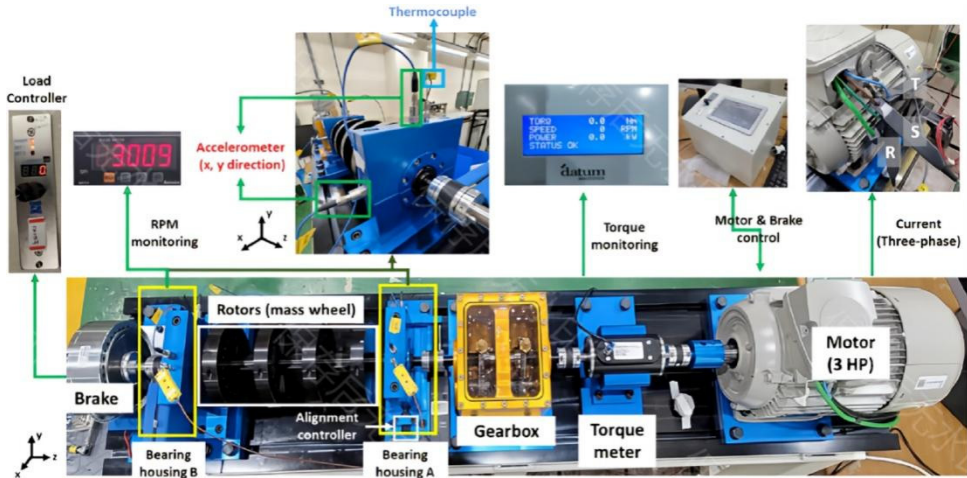 Thermocouple
Load
Controller
3.009
Accelerometer
(x, y direction)
RPM
monitoring
y
x
z
TORQ 0.0 NM
SPEED 0 RPM
POWER 0.0 kW
STATUS OK
datum
Torque
monitoring
Motor & Brake
control
T
S
R
Current
(Three-phase)
Rotors (mass wheel)
Brake
Alignment
controller
Gearbox
Torque
meter
Motor
(3 HP)
y
z
x
Bearing
housing B
Bearing
housing A